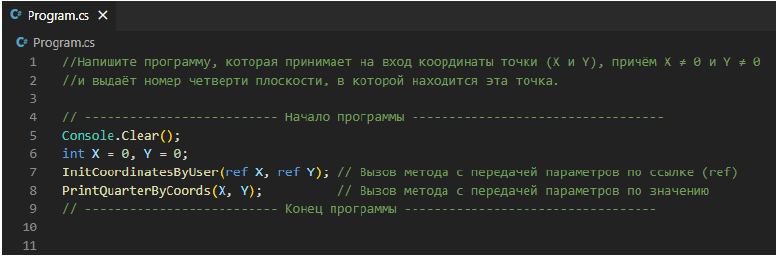 C# Program.cs ×
C# Program.cs
1 //Напишите программу, которая принимает на вход координаты точки (X и Y), причём X ≠ 0 и Y ≠ 0
2 //и выдаёт номер четверти плоскости, в которой находится эта точка.
3
4 // ------------------------- Начало программы ---------------------------------
5 Console.Clear();
6 int X = 0, Y = 0;
7 InitCoordinatesByUser(ref X, ref Y); // Вызов метода с передачей параметров по ссылке (ref)
8 PrintQuarterByCoords(X, Y); // Вызов метода с передачей параметров по значению
9 // ------------------------- Конец программы ---------------------------------
10
11